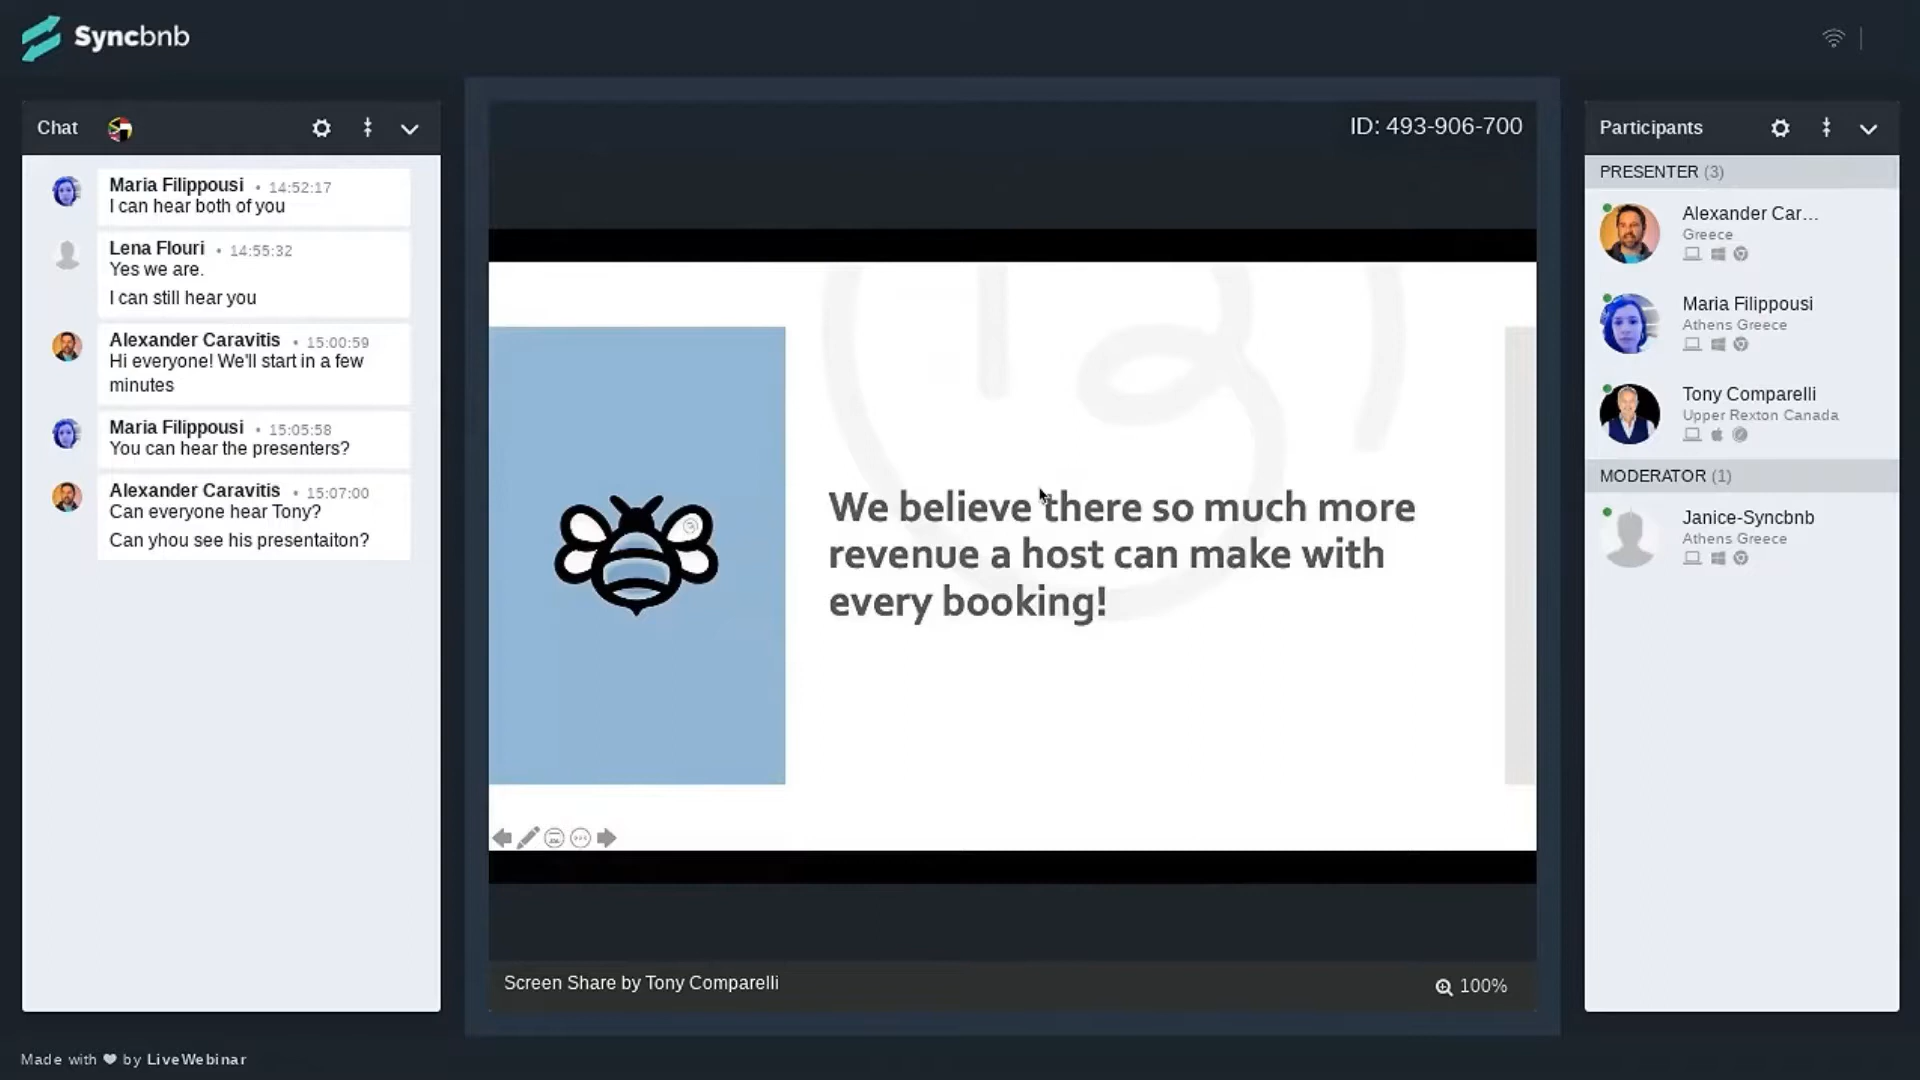 Syncbnb
Chat
Maria Filippousi • 14:52:17
I can hear both of you
Lena Flouri • 14:55:32
Yes we are.
I can still hear you
Alexander Caravitis • 15:00:59
Hi everyone! We'll start in a few
minutes
Maria Filippousi • 15:05:58
You can hear the presenters?
Alexander Caravitis • 15:07:00
Can everyone hear Tony?
Can yhou see his presentaiton?
ID: 493-906-700
We believe there so much more
revenue a host can make with
every booking!
Screen Share by Tony Comparelli
100%
Participants
PRESENTER (3)
Alexander Car...
Greece
Maria Filippousi
Athens Greece
Tony Comparelli
Upper Rexton Canada
MODERATOR (1)
Janice-Syncbnb
Athens Greece
Made with ❤ by LiveWebinar